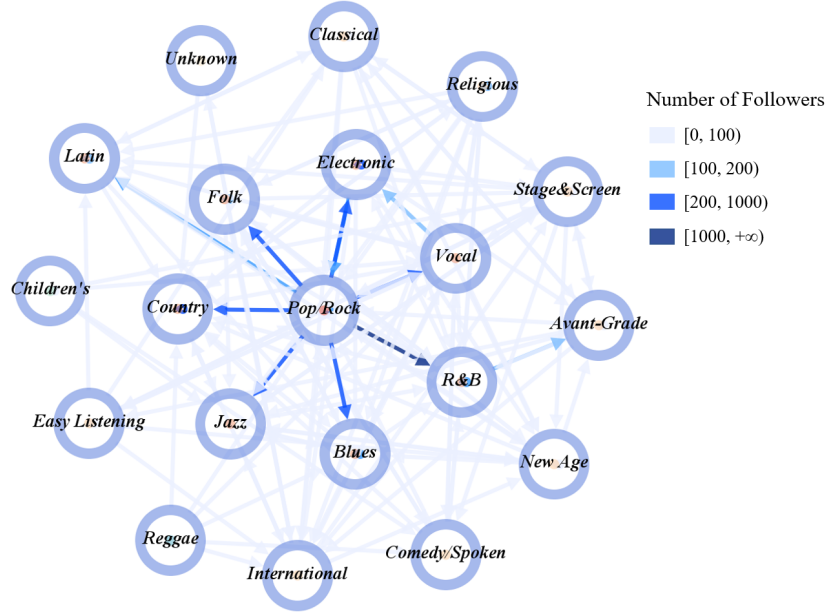 Classical
Unknown
Religious
Number of Followers
[0, 100)
[100, 200)
[200, 1000)
[1000, +∞)
Latin
Electronic
Folk
Stage&Screen
Vocal
Children's
Country
Pop/Rock
Avant-Grade
R&B
Easy Listening
Jazz
Blues
New Age
Reggae
Comedy/Spoken
International